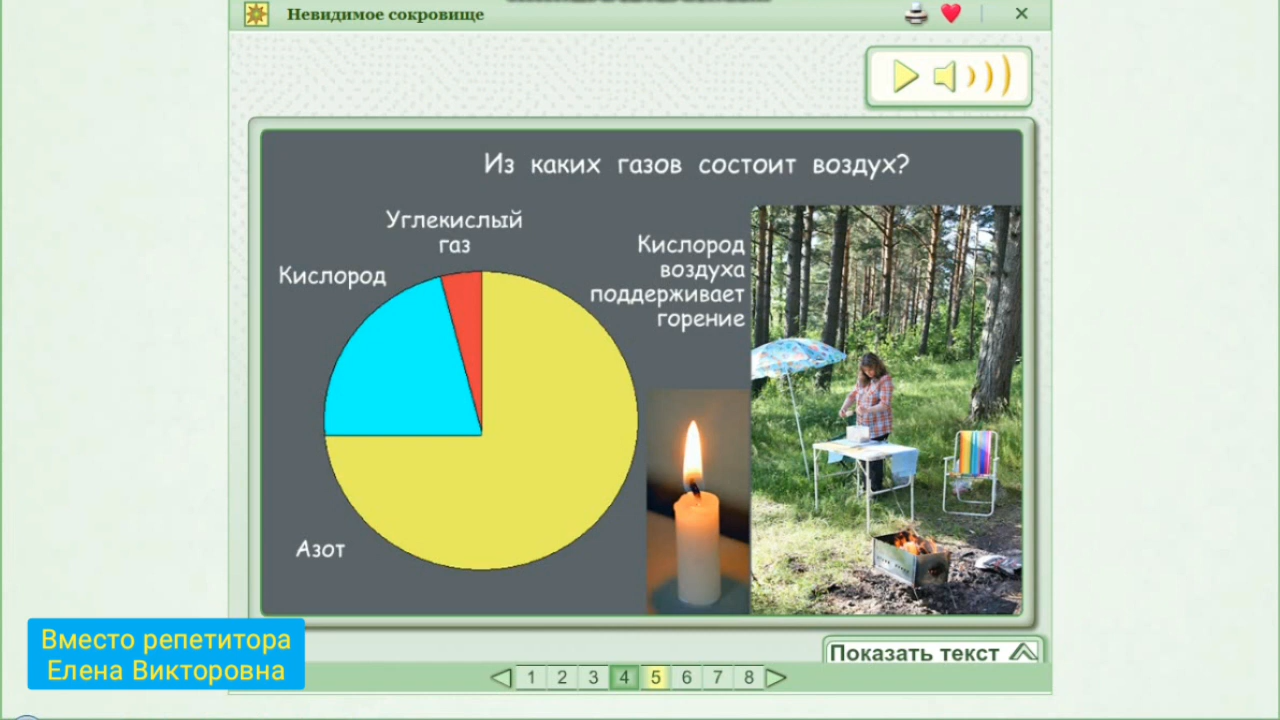 Невидимое сокровище
Из каких газов состоит воздух?
Углекислый
газ
Кислород
Кислород
воздуха
поддерживает
горение
Азот
Вместо репетитора
Елена Викторовна
Показать текст
1 2 3 4 5 6 7 8